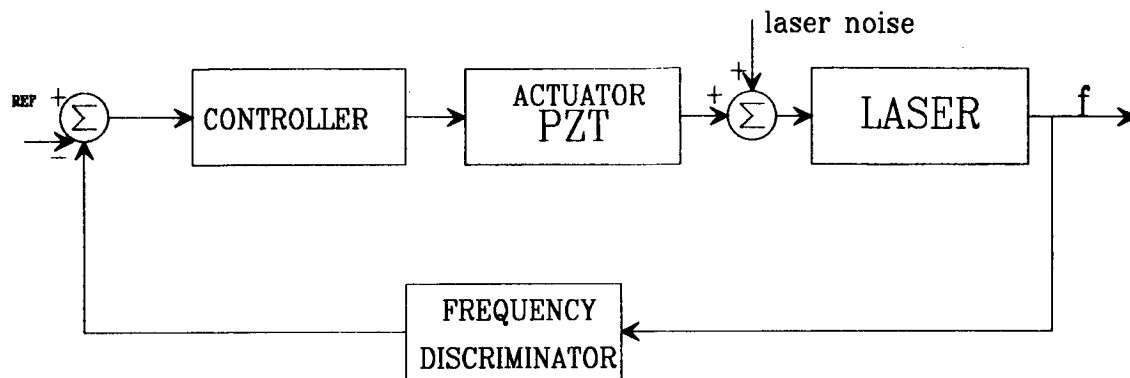 laser noise
REF
+
Σ
−
CONTROLLER
ACTUATOR
PZT
+
+
Σ
LASER
f
FREQUENCY
DISCRIMINATOR